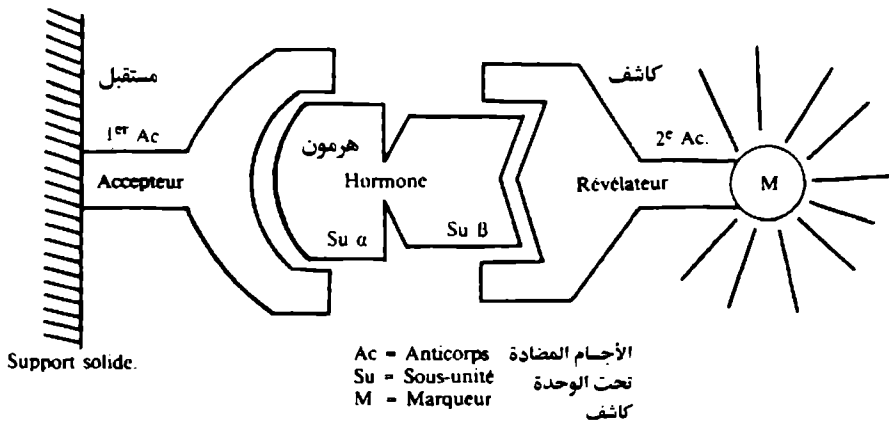 مستقبل
1er Ac
Accepteur
هرمون
Hormone
Su α
Su β
كاشف
2e Ac.
Révélateur
M
Support solide.
Ac = Anticorps الأجسام المضادة
Su = Sous-unité تحت الوحدة
M = Marqueur كاشف